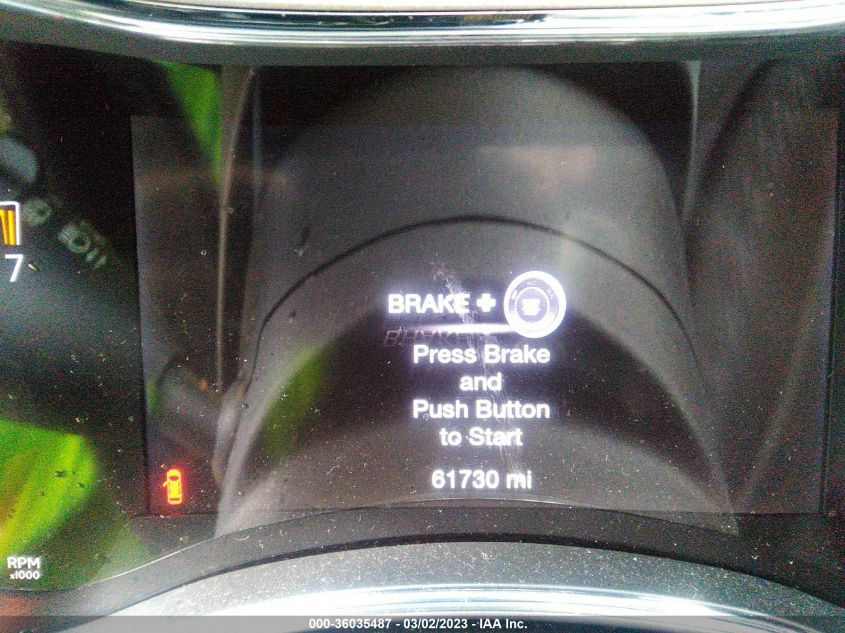 7
BRAKE +
Press Brake
and
Push Button
to Start
61730 mi
RPM
x1000
000-36035487 - 03/02/2023 - IAA Inc.